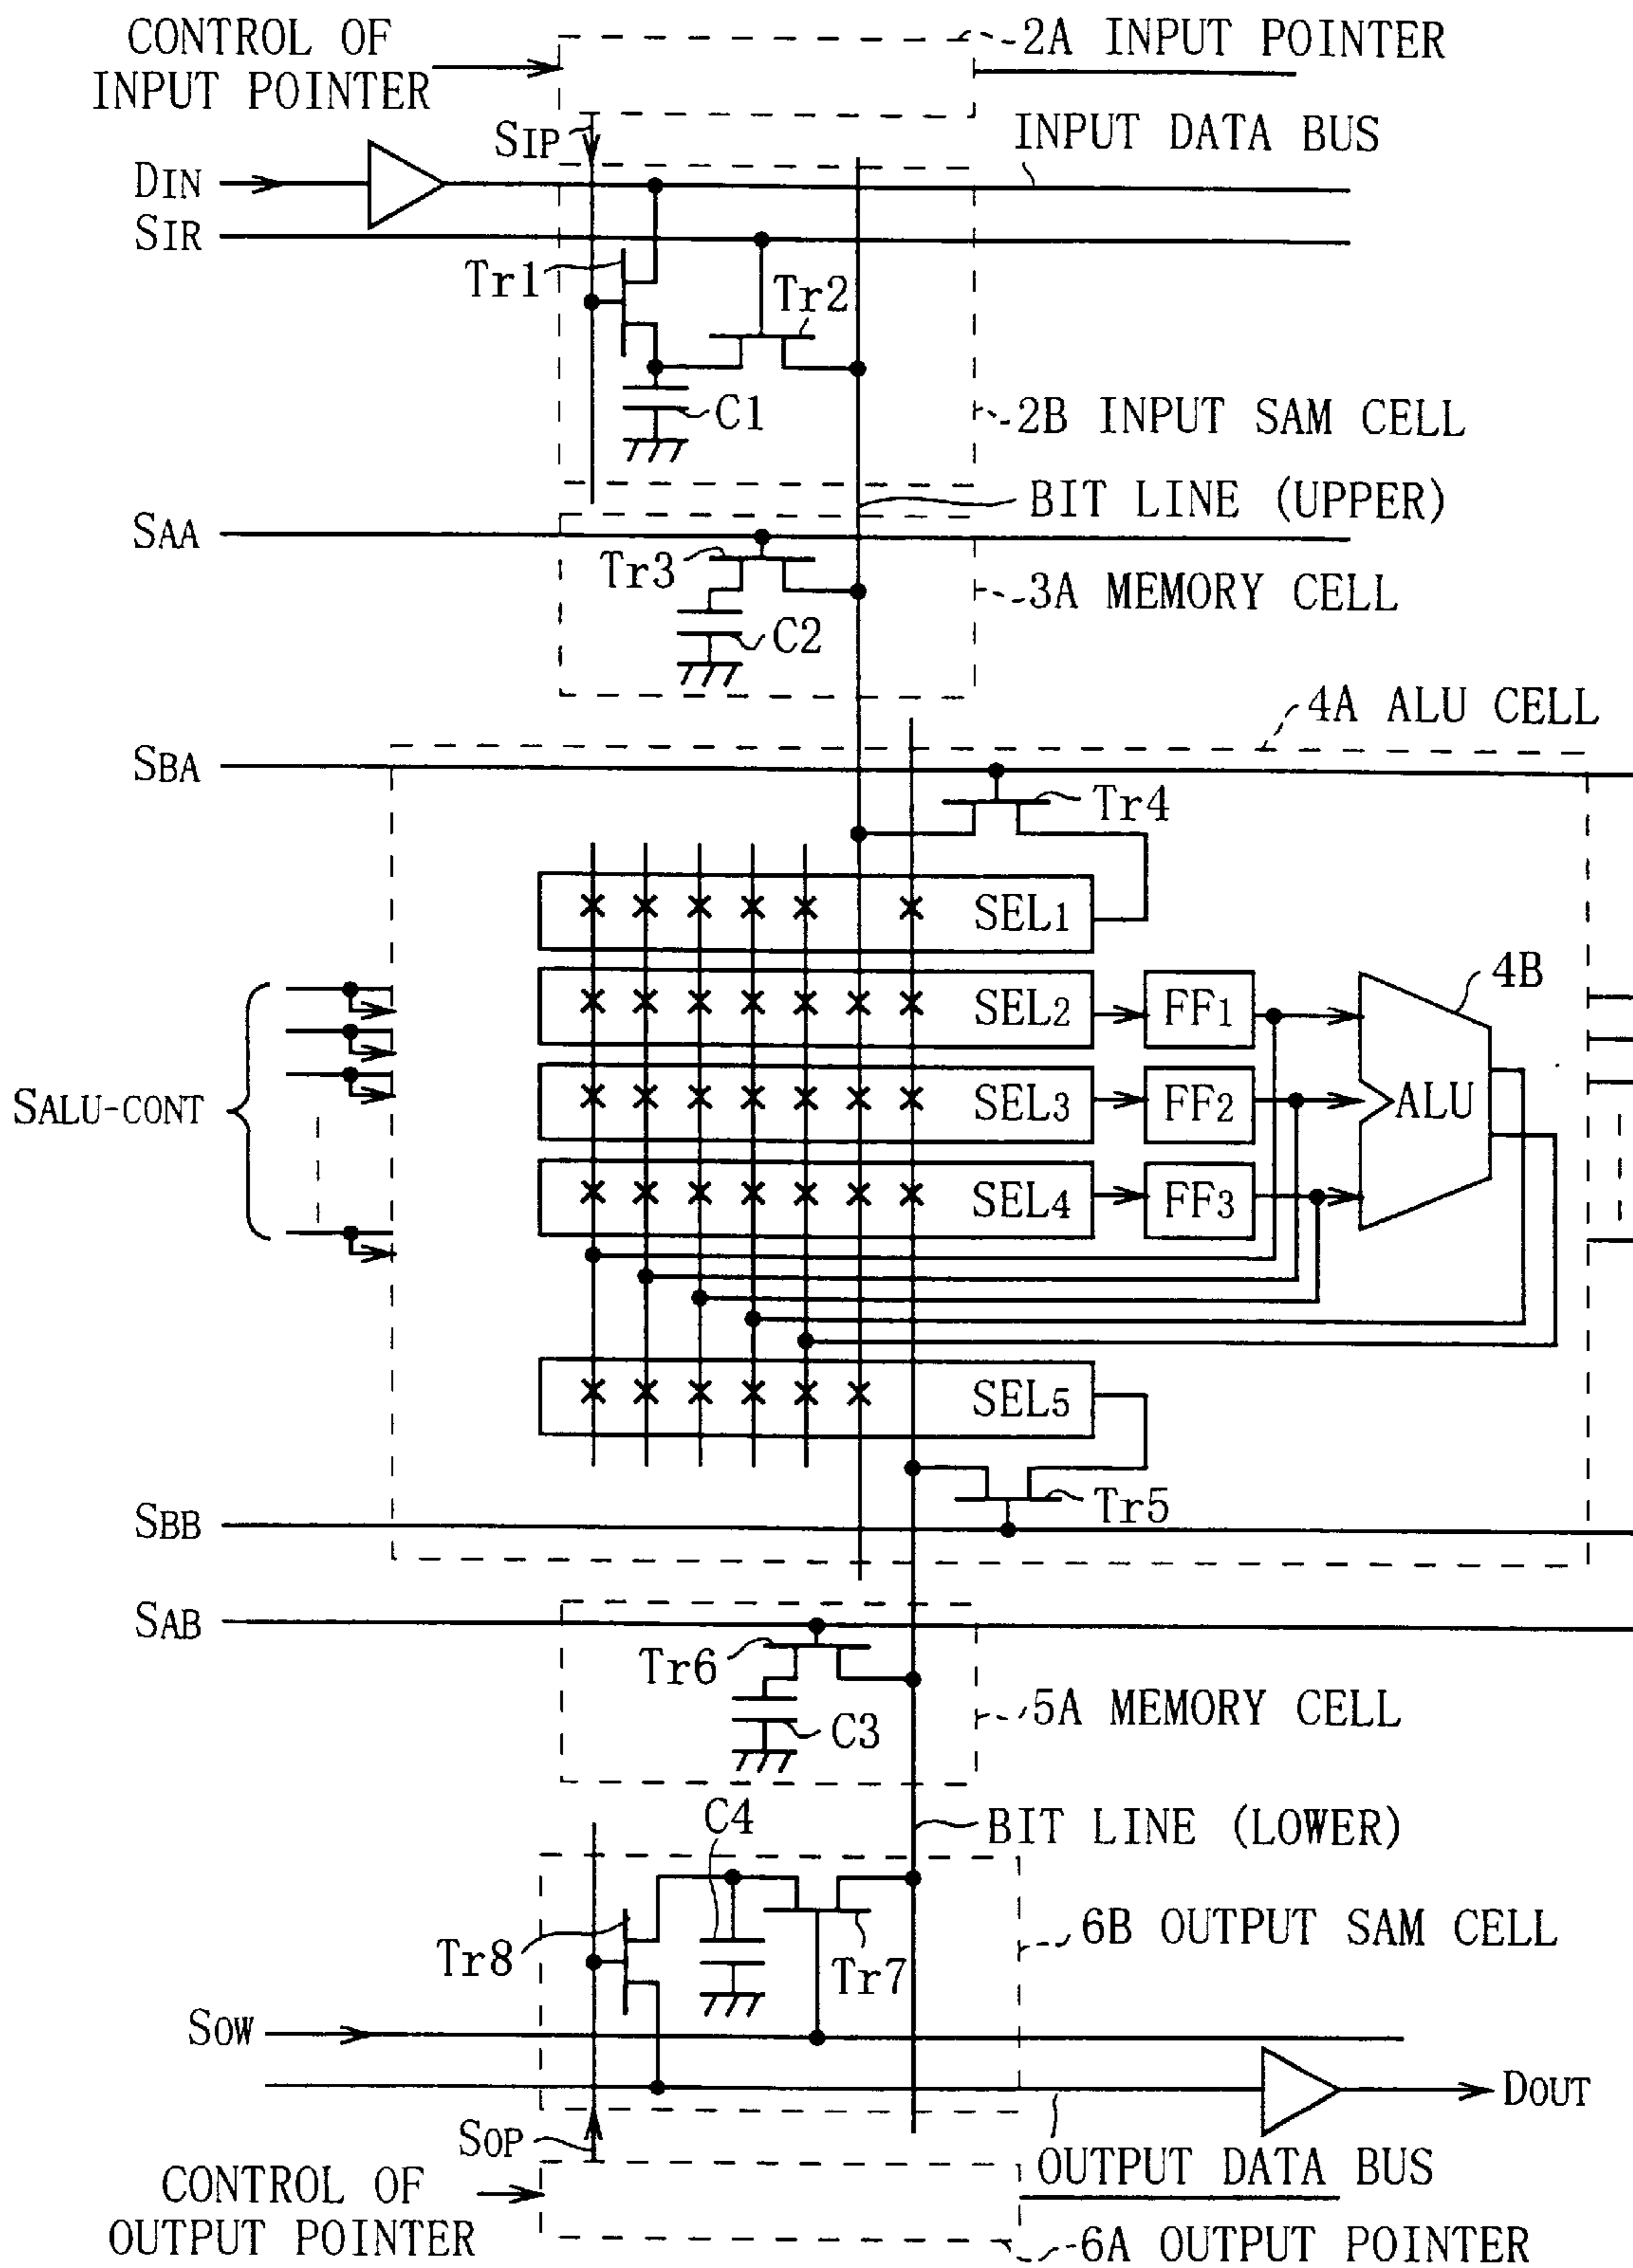 CONTROL OF
INPUT POINTER
2A INPUT POINTER
SIP
INPUT DATA BUS
DIN
SIR
Tr1
Tr2
C1
2B INPUT SAM CELL
BIT LINE (UPPER)
SAA
Tr3
3A MEMORY CELL
C2
4A ALU CELL
SBA
Tr4
SEL1
4B
SEL2
FF1
SALU-CONT
SEL3
FF2
ALU
SEL4
FF3
SEL5
Tr5
SBB
SAB
Tr6
5A MEMORY CELL
C3
C4
BIT LINE (LOWER)
6B OUTPUT SAM CELL
Tr8
Tr7
SOW
DOUT
SOP
OUTPUT DATA BUS
CONTROL OF
OUTPUT POINTER
6A OUTPUT POINTER